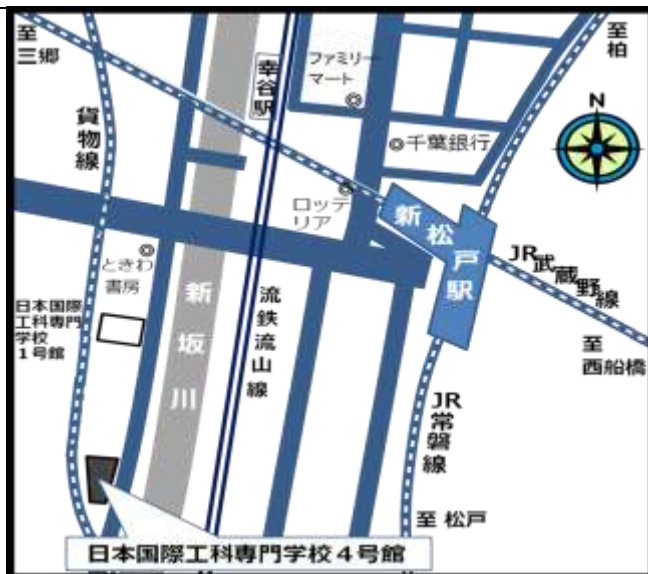 至
三郷
貨物線
幸谷駅
ファミリー
マート
千葉銀行
至
柏
N
ロッテ
リア
新松戸駅
JR武蔵野線
至
西船橋
ときわ
書房
日本国際
工科専門
学校
1号館
新坂川
流鉄流山線
JR常磐線
至 松戸
日本国際工科専門学校4号館